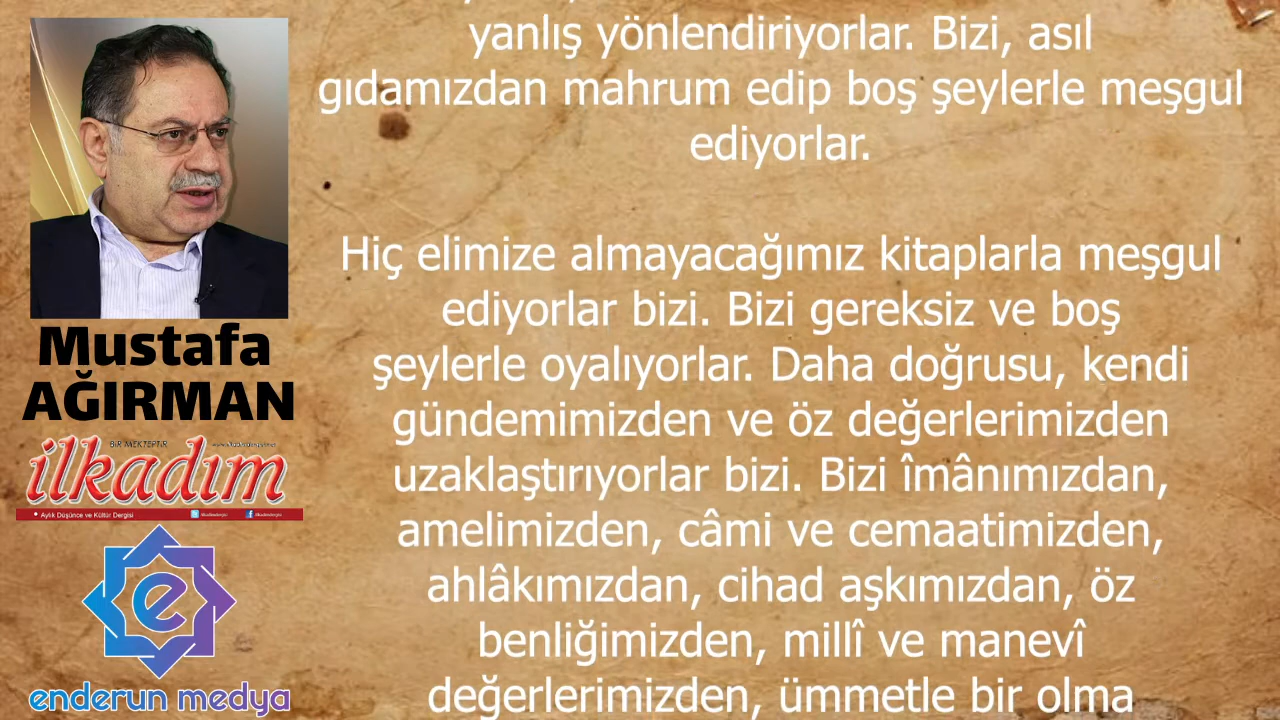 yanlış yönlendiriyorlar. Bizi, asıl
gıdamızdan mahrum edip boş şeylerle meşgul
ediyorlar.
Hiç elimize almayacağımız kitaplarla meşgul
ediyorlar bizi. Bizi gereksiz ve boş
şeylerle oyalıyorlar. Daha doğrusu, kendi
gündemimizden ve öz değerlerimizden
uzaklaştırıyorlar bizi. Bizi îmânımızdan,
amelimizden, câmi ve cemaatimizden,
ahlâkımızdan, cihad aşkımızdan, öz
benliğimizden, millî ve manevî
değerlerimizden, ümmetle bir olma
Mustafa
AĞIRMAN
BİR MEKTEPTİR
ilkadım
• Aylık Düşünce ve Kültür Dergisi
e
enderun medya